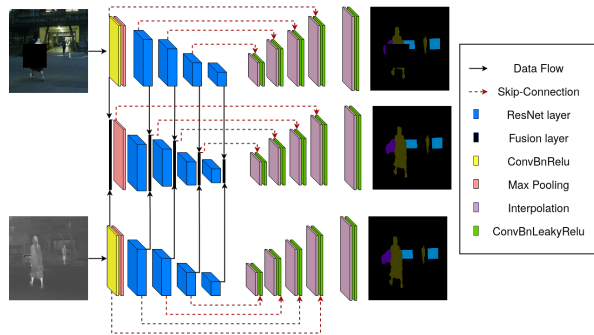 Data Flow
Skip-Connection
ResNet layer
Fusion layer
ConvBnRelu
Max Pooling
Interpolation
ConvBnLeakyRelu